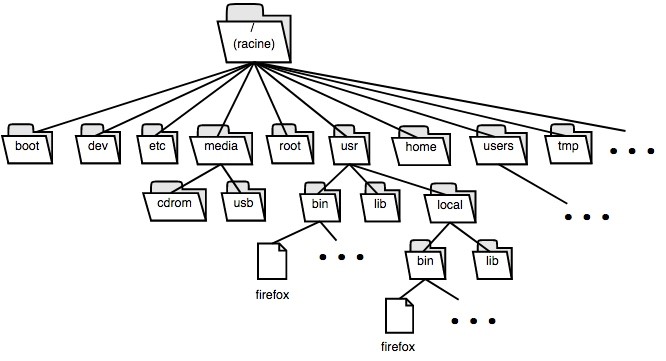 /
(racine)
boot
dev
etc
media
root
usr
home
users
tmp
cdrom
usb
bin
lib
local
bin
lib
firefox
firefox